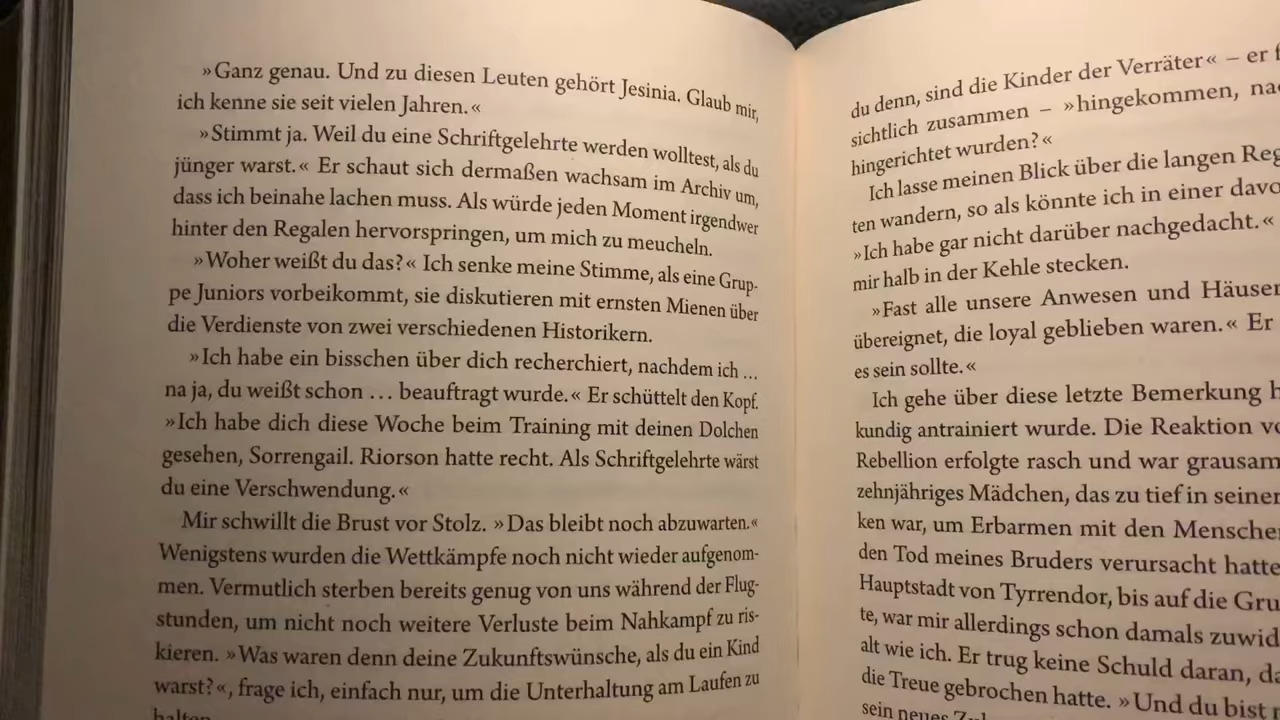 »Ganz genau. Und zu diesen Leuten gehört Jesinia. Glaub mir,
ich kenne sie seit vielen Jahren.«
»Stimmt ja. Weil du eine Schriftgelehrte werden wolltest, als du
jünger warst.« Er schaut sich dermaßen wachsam im Archiv um,
dass ich beinahe lachen muss. Als würde jeden Moment irgendwer
hinter den Regalen hervorspringen, um mich zu meucheln.
»Woher weißt du das?« Ich senke meine Stimme, als eine Grup-
pe Juniors vorbeikommt, sie diskutieren mit ernsten Mienen über
die Verdienste von zwei verschiedenen Historikern.
»Ich habe ein bisschen über dich recherchiert, nachdem ich ...
na ja, du weißt schon ... beauftragt wurde.« Er schüttelt den Kopf.
»Ich habe dich diese Woche beim Training mit deinen Dolchen
gesehen, Sorrengail. Riorson hatte recht. Als Schriftgelehrte wärst
du eine Verschwendung.«
Mir schwillt die Brust vor Stolz. »Das bleibt noch abzuwarten.«
Wenigstens wurden die Wettkämpfe noch nicht wieder aufgenom-
men. Vermutlich sterben bereits genug von uns während der Flug-
stunden, um nicht noch weitere Verluste beim Nahkampf zu ris-
kieren. »Was waren denn deine Zukunftswünsche, als du ein Kind
warst?«, frage ich, einfach nur, um die Unterhaltung am Laufen zu
halten.
du denn, sind die Kinder der Verräter« – er
sichtlich zusammen – »hingekommen,
hingerichtet wurden?«
Ich lasse meinen Blick über die langen Reg
ten wandern, so als könnte ich in einer davo
»Ich habe gar nicht darüber nachgedacht.«
mir halb in der Kehle stecken.
»Fast alle unsere Anwesen und Häuser
übereignet, die loyal geblieben waren.« Er
es sein sollte.«
Ich gehe über diese letzte Bemerkung h
kundig antrainiert wurde. Die Reaktion vo
Rebellion erfolgte rasch und war grausam
zehnjähriges Mädchen, das zu tief in seiner
ken war, um Erbarmen mit den Menschen
den Tod meines Bruders verursacht hatte
Hauptstadt von Tyrrendor, bis auf die Gru
te, war mir allerdings schon damals zuwid
alt wie ich. Er trug keine Schuld daran, da
die Treue gebrochen hatte. »Und du bist
sein neues